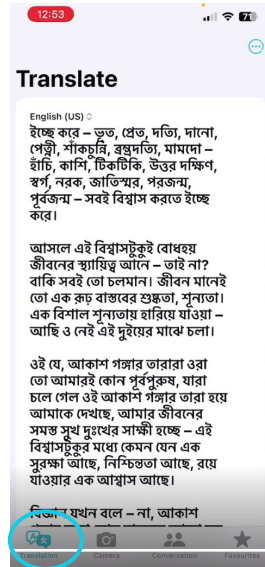 12:53
71
Translate
English (US)
ইচ্ছে করে – ভূত, প্রেত, দত্যি, দানো,
পেত্নী, শাঁকচুন্নি, ব্রহ্মদত্যি, মামদো –
হাঁচি, কাশি, টিকটিকি, উত্তর দক্ষিণ,
স্বর্গ, নরক, জাতিস্মর, পরজন্ম,
পূর্বজন্ম – সবই বিশ্বাস করতে ইচ্ছে
করে।
আসলে এই বিশ্বাসটুকুই বোধহয়
জীবনের স্থায়িত্ব আনে – তাই না?
বাকি সবই তো চলমান। জীবন মানেই
তো এক রূঢ় বাস্তবের শুষ্কতা, শূন্যতা।
এক বিশাল শূন্যতায় হারিয়ে যাওয়া –
আছি ও নেই এই দুইয়ের মাঝে চলা।
ওই যে, আকাশ গঙ্গার তারারা ওরা
তো আমারই কোন পূর্বপুরুষ, যারা
চলে গেল ওই আকাশ গঙ্গার তারা হয়ে
আমাকে দেখছে, আমার জীবনের
সমস্ত সুখ দুঃখের সাক্ষী হচ্ছে – এই
বিশ্বাসটুকুর মধ্যে কেমন যেন এক
সুরক্ষা আছে, নিশ্চিন্ততা আছে, রয়ে
যাওয়ার এক আশ্বাস আছে।
বিজ্ঞান যখন বলে – না, আকাশ
Translation Camera Conversation Favourites